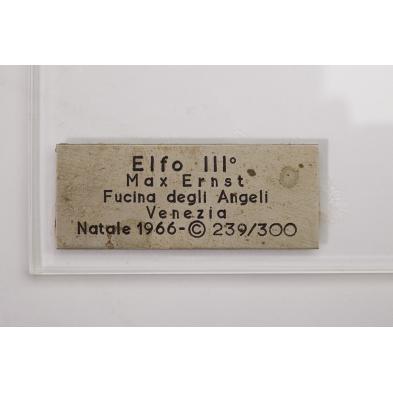 Elfo III°
Max Ernst
Fucina degli Angeli
Venezia
Natale 1966-© 239/300